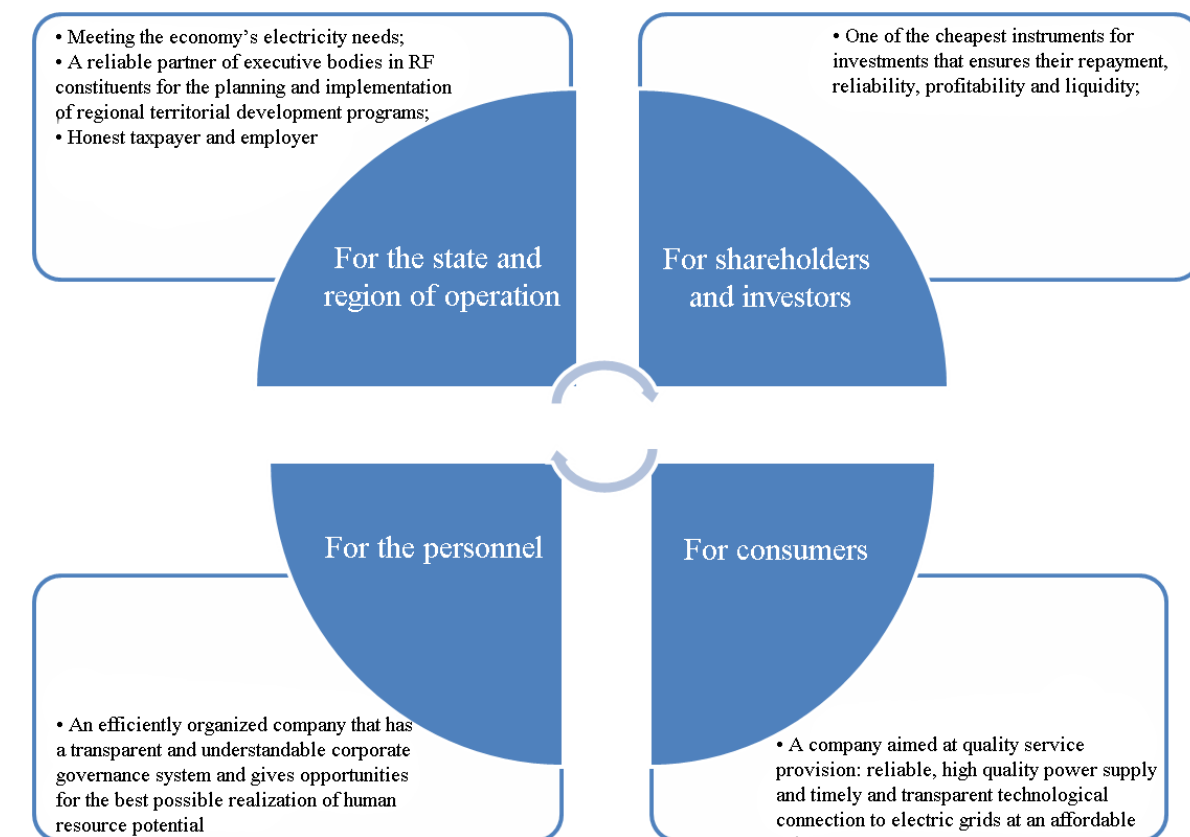 • Meeting the economy’s electricity needs;
• A reliable partner of executive bodies in RF
constituents for the planning and implementation
of regional territorial development programs;
• Honest taxpayer and employer
• One of the cheapest instruments for
investments that ensures their repayment,
reliability, profitability and liquidity;
For the state and
region of operation
For shareholders
and investors
For the personnel
For consumers
• An efficiently organized company that has
a transparent and understandable corporate
governance system and gives opportunities
for the best possible realization of human
resource potential
• A company aimed at quality service
provision: reliable, high quality power supply
and timely and transparent technological
connection to electric grids at an affordable